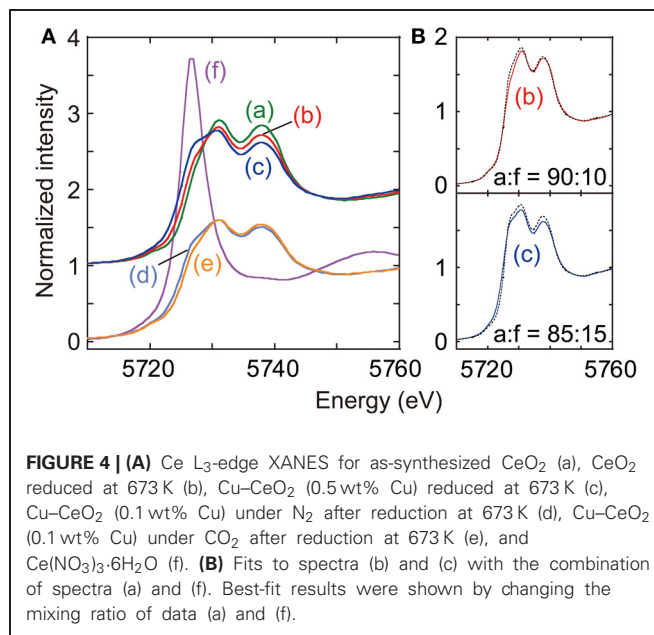 A
B
4
3
2
1
0
Normalized intensity
(f)
(a)
(b)
(c)
(d)
(e)
5720
5740
5760
2
1
0
(b)
a:f = 90:10
1
0
(c)
a:f = 85:15
5720
5760
Energy (eV)
FIGURE 4 | (A) Ce L₃-edge XANES for as-synthesized CeO₂ (a), CeO₂
reduced at 673 K (b), Cu–CeO₂ (0.5 wt% Cu) reduced at 673 K (c),
Cu–CeO₂ (0.1 wt% Cu) under N₂ after reduction at 673 K (d), Cu–CeO₂
(0.1 wt% Cu) under CO₂ after reduction at 673 K (e), and
Ce(NO₃)₃·6H₂O (f). (B) Fits to spectra (b) and (c) with the combination
of spectra (a) and (f). Best-fit results were shown by changing the
mixing ratio of data (a) and (f).